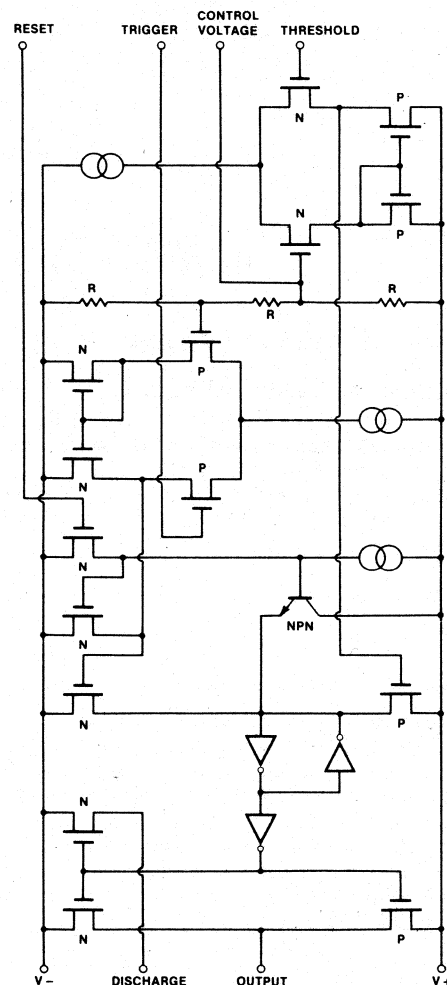 RESET
TRIGGER
CONTROL
VOLTAGE
THRESHOLD
P
N
N
P
R
R
R
N
P
P
N
N
N
NPN
N
P
N
N
P
V–
DISCHARGE
OUTPUT
V+